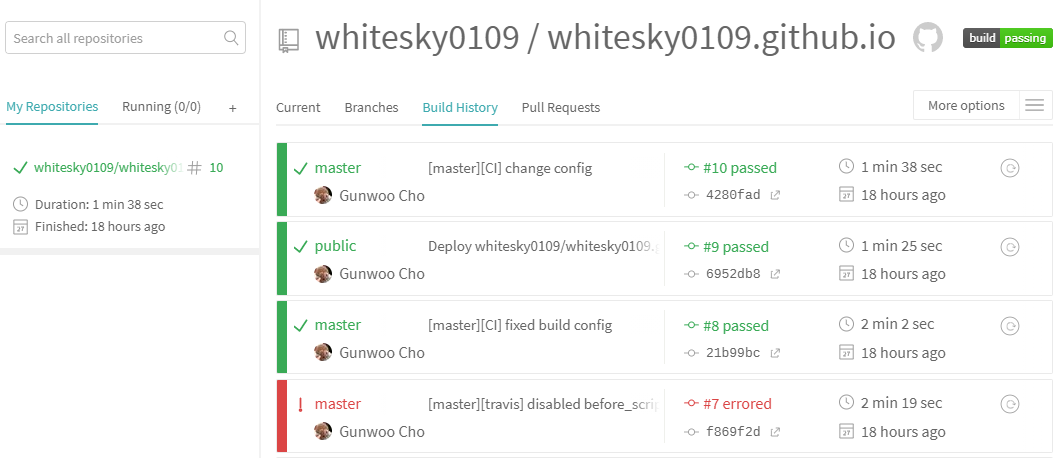 Search all repositories
My Repositories Running (0/0) +
whitesky0109/whitesky01 # 10
Duration: 1 min 38 sec
Finished: 18 hours ago
whitesky0109 / whitesky0109.github.io
build passing
Current Branches Build History Pull Requests
More options
master [master][CI] change config #10 passed 1 min 38 sec
Gunwoo Cho 4280fad 18 hours ago
public Deploy whitesky0109/whitesky0109.g #9 passed 1 min 25 sec
Gunwoo Cho 6952db8 18 hours ago
master [master][CI] fixed build config #8 passed 2 min 2 sec
Gunwoo Cho 21b99bc 18 hours ago
master [master][travis] disabled before_scrip #7 errored 2 min 19 sec
Gunwoo Cho f869f2d 18 hours ago